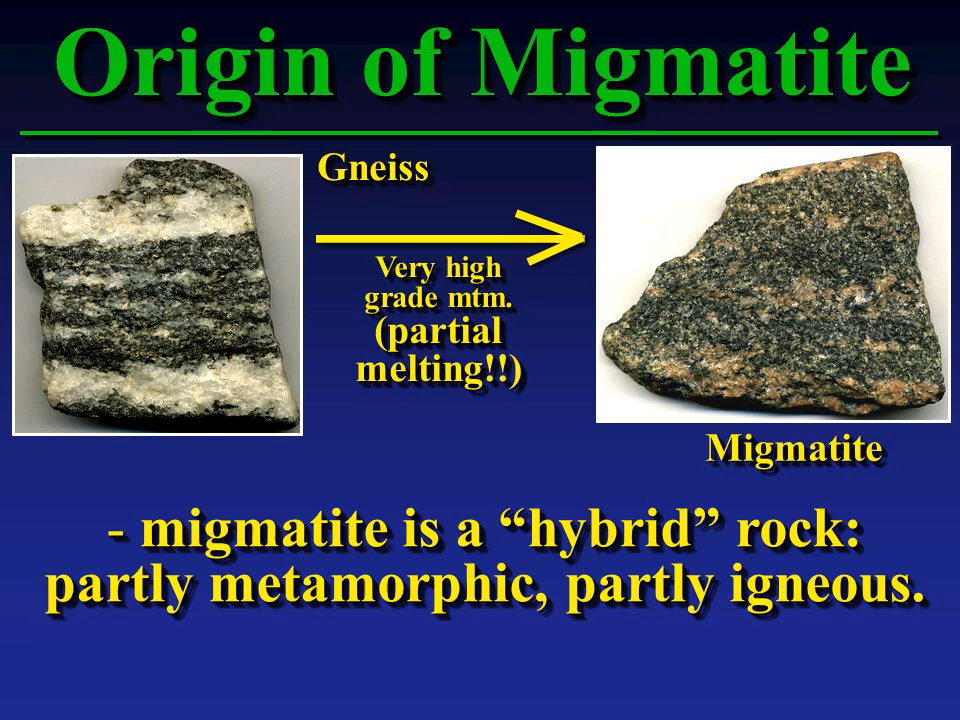 Origin of Migmatite
Gneiss
Very high
grade mtm.
(partial
melting!!)
Migmatite
- migmatite is a “hybrid” rock:
partly metamorphic, partly igneous.